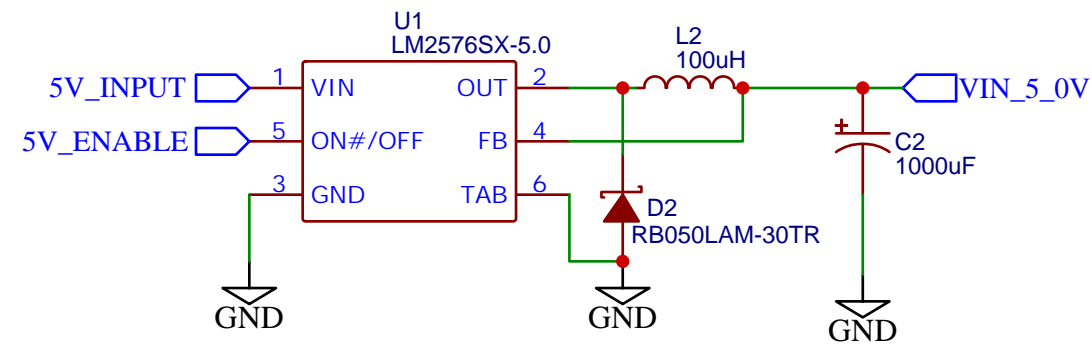 U1
LM2576SX-5.0
L2
100uH
5V_INPUT
1
VIN
OUT
2
VIN_5_0V
5V_ENABLE
5
ON#/OFF
FB
4
+
C2
1000uF
3
GND
TAB
6
D2
RB050LAM-30TR
GND
GND
GND